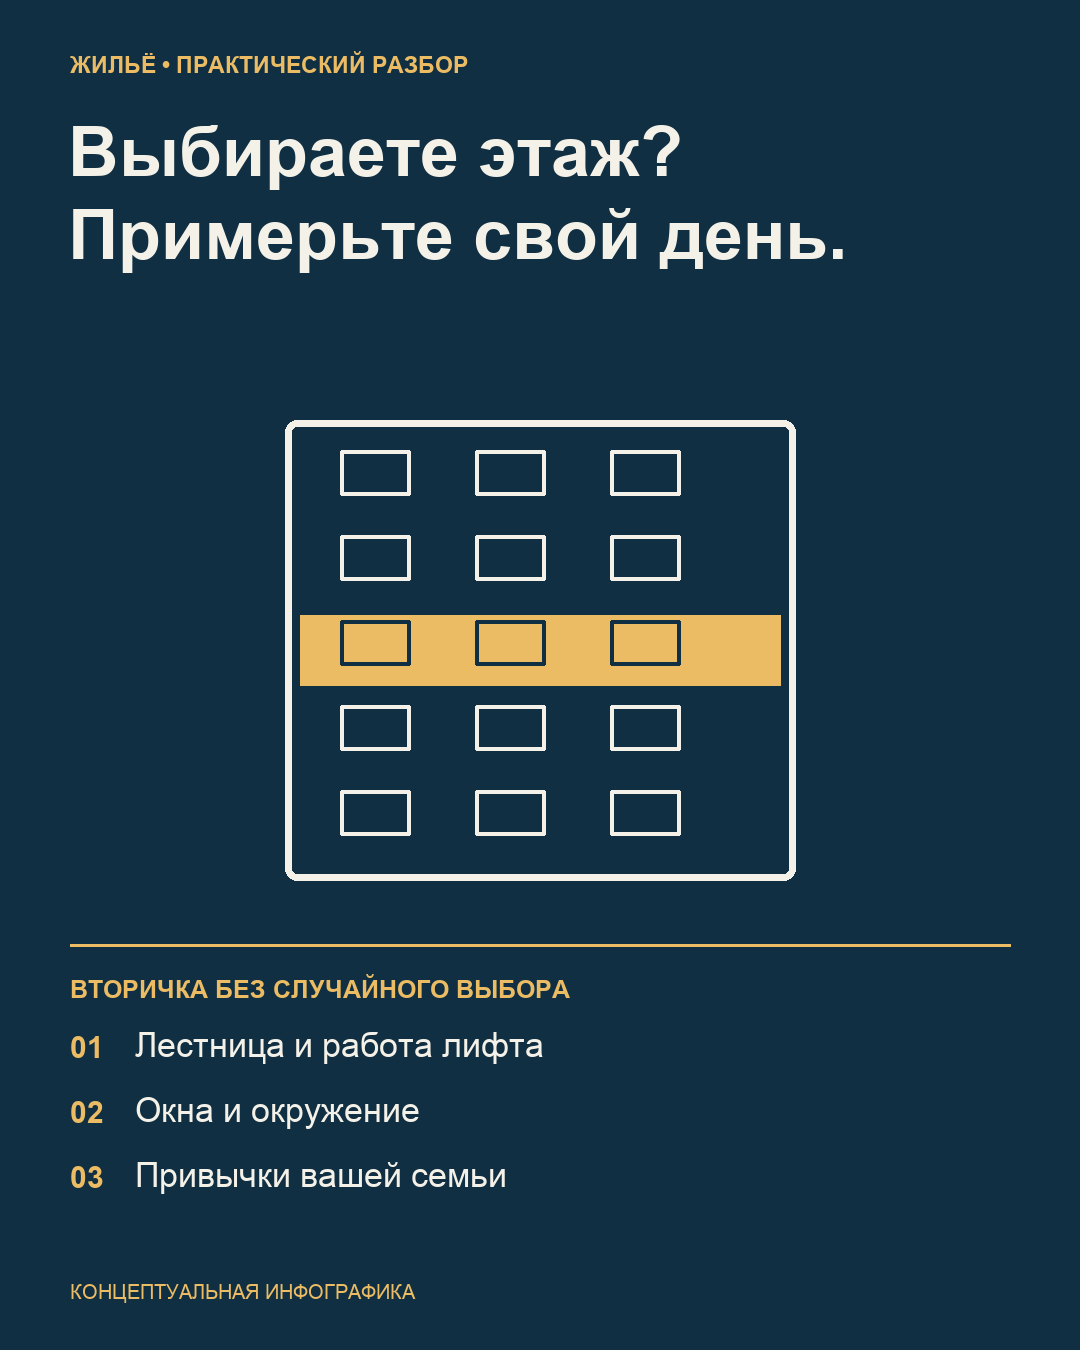 ЖИЛЬЁ • ПРАКТИЧЕСКИЙ РАЗБОР
Выбираете этаж?
Примерьте свой день.
ВТОРИЧКА БЕЗ СЛУЧАЙНОГО ВЫБОРА
01 Лестница и работа лифта
02 Окна и окружение
03 Привычки вашей семьи
КОНЦЕПТУАЛЬНАЯ ИНФОГРАФИКА